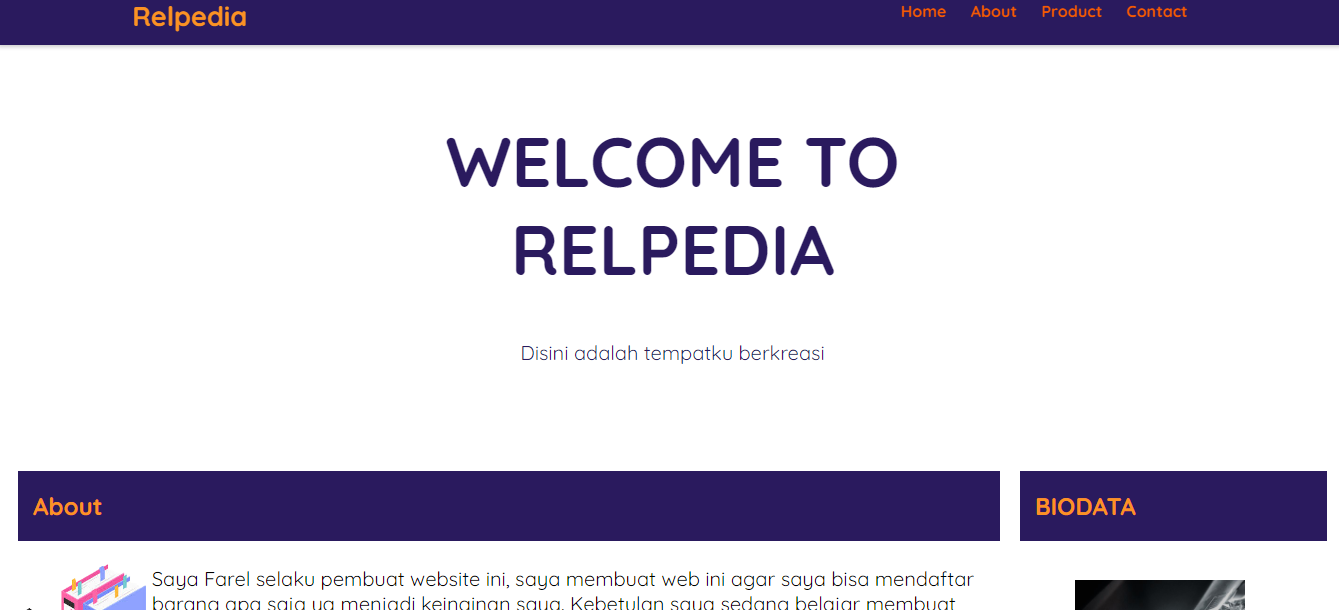 Relpedia
Home About Product Contact
WELCOME TO
RELPEDIA
Disini adalah tempatku berkreasi
About
BIODATA
Saya Farel selaku pembuat website ini, saya membuat web ini agar saya bisa mendaftar
barang apa saja yg menjadi keinginan saya. Kebetulan saya sedang belajar membuat